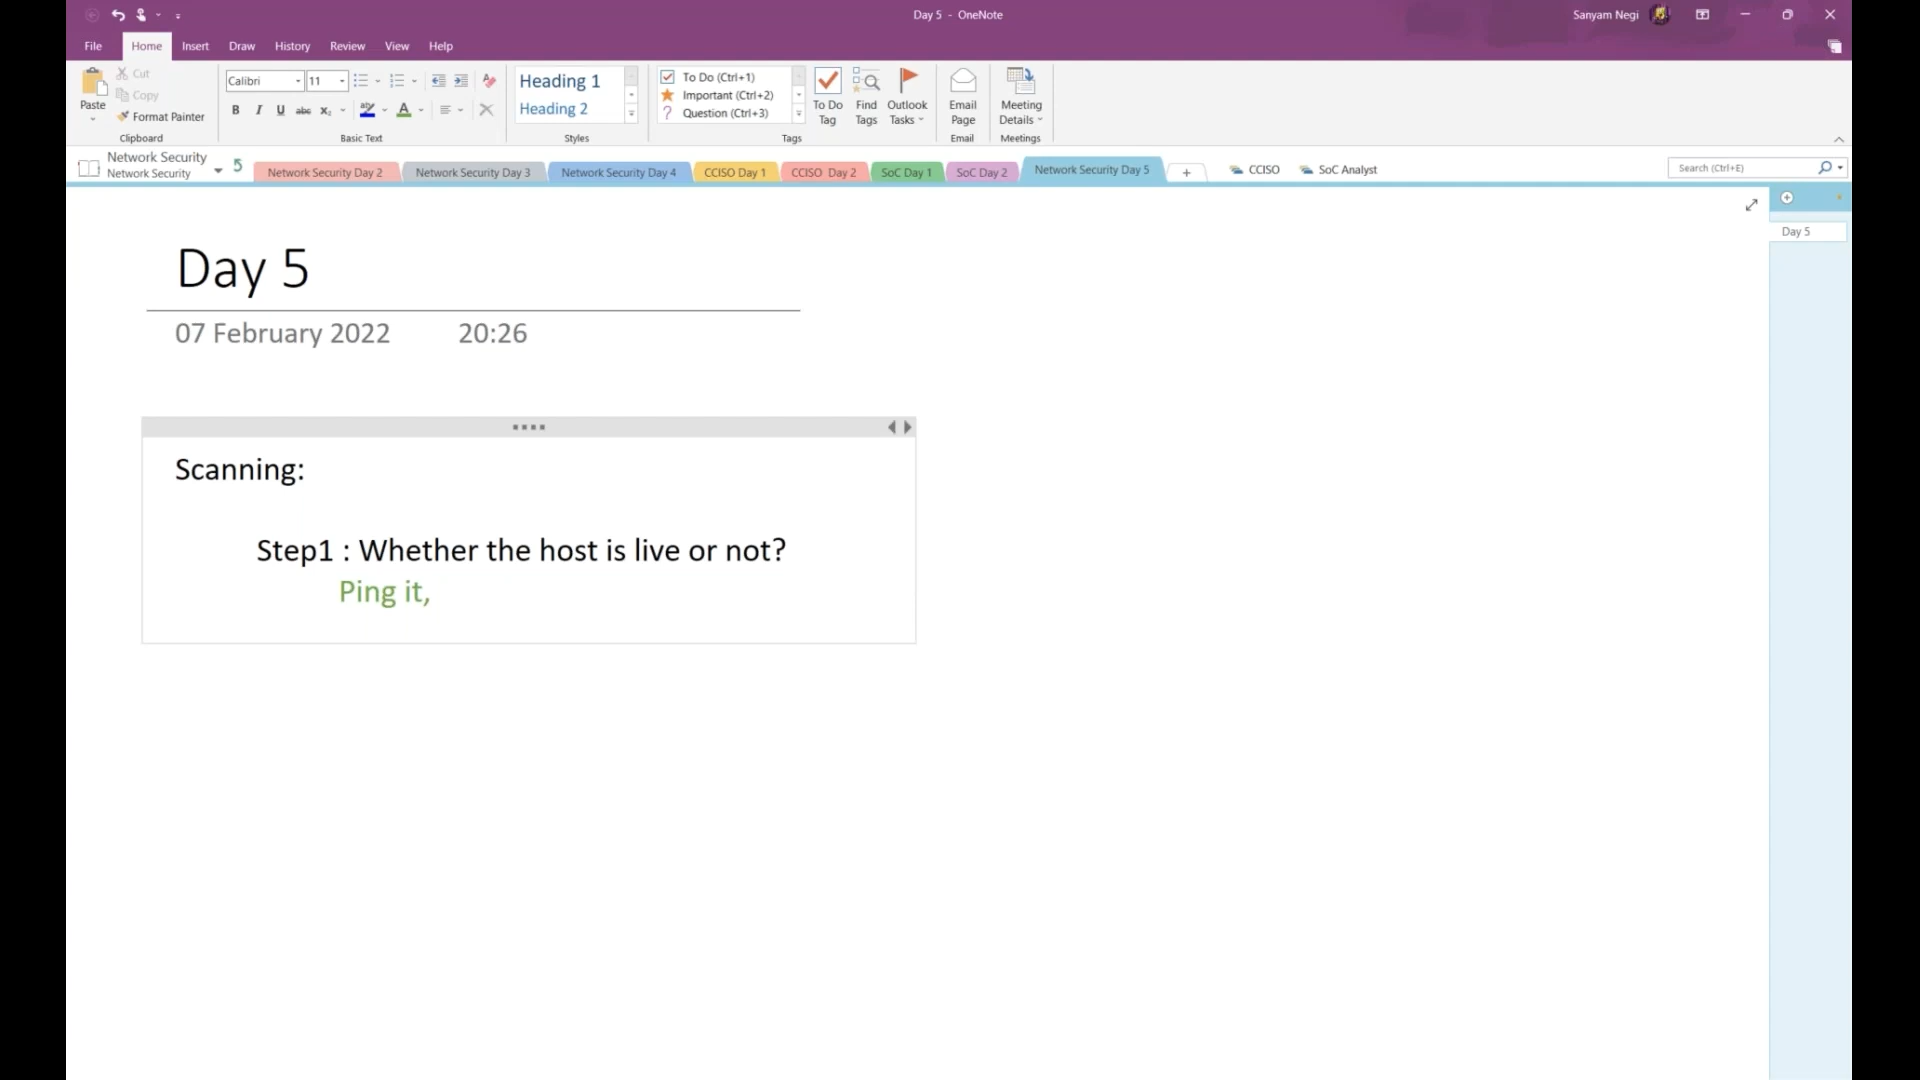 Day 5 - OneNote
Sanyam Negi
File Home Insert Draw History Review View Help
Paste
Cut
Copy
Format Painter
Clipboard
Calibri 11
B I U abc x₂ A
Basic Text
Heading 1
Heading 2
Styles
To Do (Ctrl+1)
Important (Ctrl+2)
? Question (Ctrl+3)
Tags
To Do
Tag
Find
Tags
Outlook
Tasks
Email
Page
Email
Meeting
Details
Meetings
Network Security
Network Security
Network Security Day 2 Network Security Day 3 Network Security Day 4 CCISO Day 1 CCISO Day 2 SoC Day 1 SoC Day 2 Network Security Day 5 + CCISO SoC Analyst
Search (Ctrl+E)
Day 5
Day 5
07 February 2022 20:26
Scanning:
Step1 : Whether the host is live or not?
Ping it,